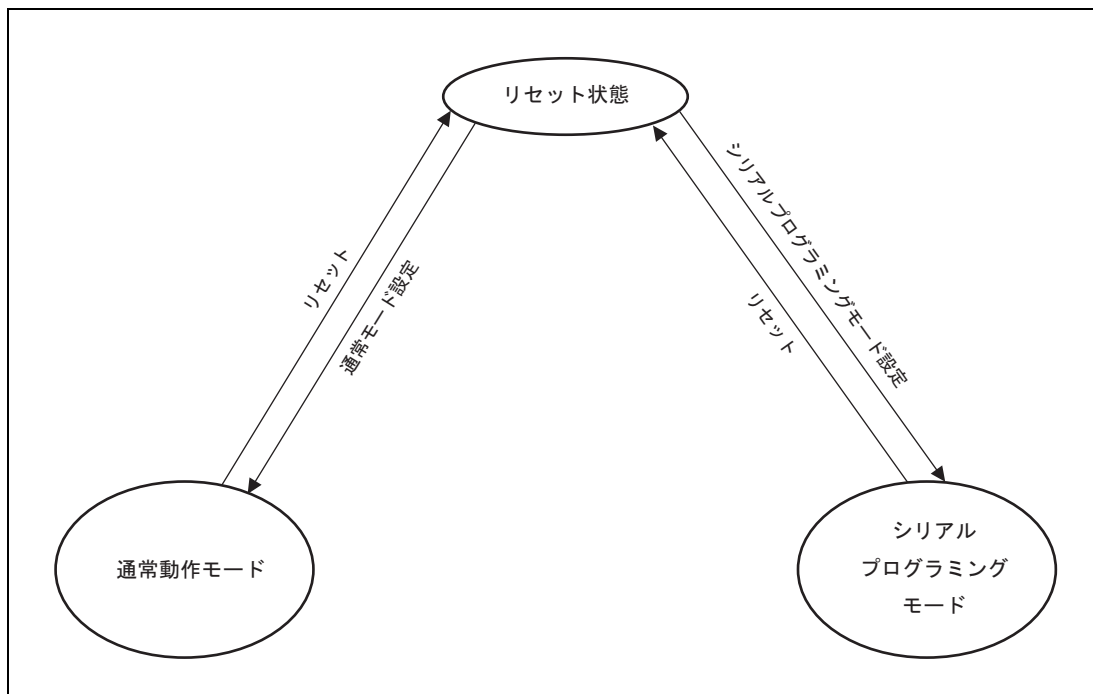 リセット状態
リセット
通常モード設定
シリアルプログラミングモード設定
リセット
通常動作モード
シリアル
プログラミング
モード